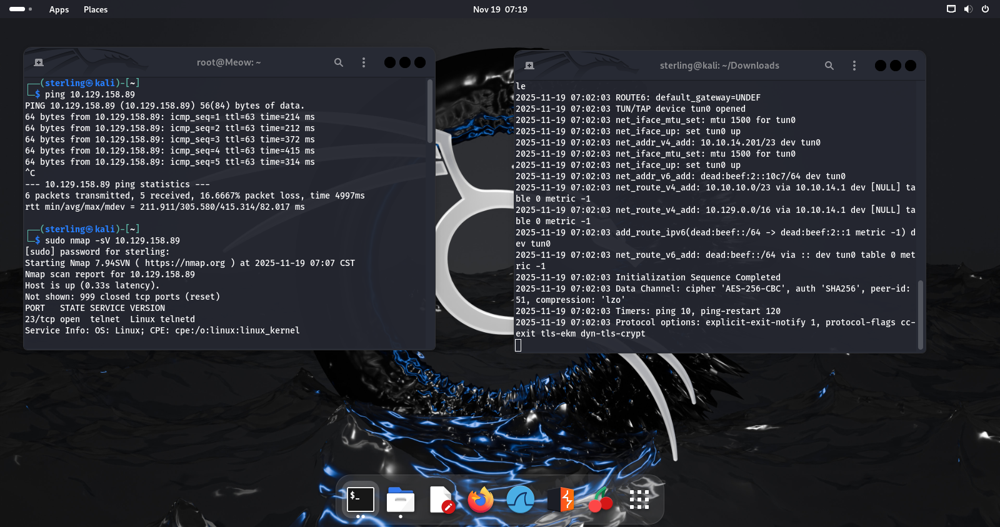 Apps Places
Nov 19 07:19
root@Meow: ~
┌──(sterling㉿kali)-[~]
└─$ ping 10.129.158.89
PING 10.129.158.89 (10.129.158.89) 56(84) bytes of data.
64 bytes from 10.129.158.89: icmp_seq=1 ttl=63 time=214 ms
64 bytes from 10.129.158.89: icmp_seq=2 ttl=63 time=212 ms
64 bytes from 10.129.158.89: icmp_seq=3 ttl=63 time=372 ms
64 bytes from 10.129.158.89: icmp_seq=4 ttl=63 time=415 ms
64 bytes from 10.129.158.89: icmp_seq=5 ttl=63 time=314 ms
^C
--- 10.129.158.89 ping statistics ---
6 packets transmitted, 5 received, 16.6667% packet loss, time 4997ms
rtt min/avg/max/mdev = 211.911/305.580/415.314/82.017 ms
┌──(sterling㉿kali)-[~]
└─$ sudo nmap -sV 10.129.158.89
[sudo] password for sterling:
Starting Nmap 7.94SVN ( https://nmap.org ) at 2025-11-19 07:07 CST
Nmap scan report for 10.129.158.89
Host is up (0.33s latency).
Not shown: 999 closed tcp ports (reset)
PORT   STATE SERVICE VERSION
23/tcp open  telnet  Linux telnetd
Service Info: OS: Linux; CPE: cpe:/o:linux:linux_kernel
sterling@kali: ~/Downloads
le
2025-11-19 07:02:03 ROUTE6: default_gateway=UNDEF
2025-11-19 07:02:03 TUN/TAP device tun0 opened
2025-11-19 07:02:03 net_iface_mtu_set: mtu 1500 for tun0
2025-11-19 07:02:03 net_iface_up: set tun0 up
2025-11-19 07:02:03 net_addr_v4_add: 10.10.14.201/23 dev tun0
2025-11-19 07:02:03 net_iface_mtu_set: mtu 1500 for tun0
2025-11-19 07:02:03 net_iface_up: set tun0 up
2025-11-19 07:02:03 net_addr_v6_add: dead:beef:2::10c7/64 dev tun0
2025-11-19 07:02:03 net_route_v4_add: 10.10.10.0/23 via 10.10.14.1 dev [NULL] ta
ble 0 metric -1
2025-11-19 07:02:03 net_route_v4_add: 10.129.0.0/16 via 10.10.14.1 dev [NULL] ta
ble 0 metric -1
2025-11-19 07:02:03 add_route_ipv6(dead:beef::/64 -> dead:beef:2::1 metric -1) d
ev tun0
2025-11-19 07:02:03 net_route_v6_add: dead:beef::/64 via :: dev tun0 table 0 met
ric -1
2025-11-19 07:02:03 Initialization Sequence Completed
2025-11-19 07:02:03 Data Channel: cipher 'AES-256-CBC', auth 'SHA256', peer-id:
51, compression: 'lzo'
2025-11-19 07:02:03 Timers: ping 10, ping-restart 120
2025-11-19 07:02:03 Protocol options: explicit-exit-notify 1, protocol-flags cc-
exit tls-ekm dyn-tls-crypt
$_